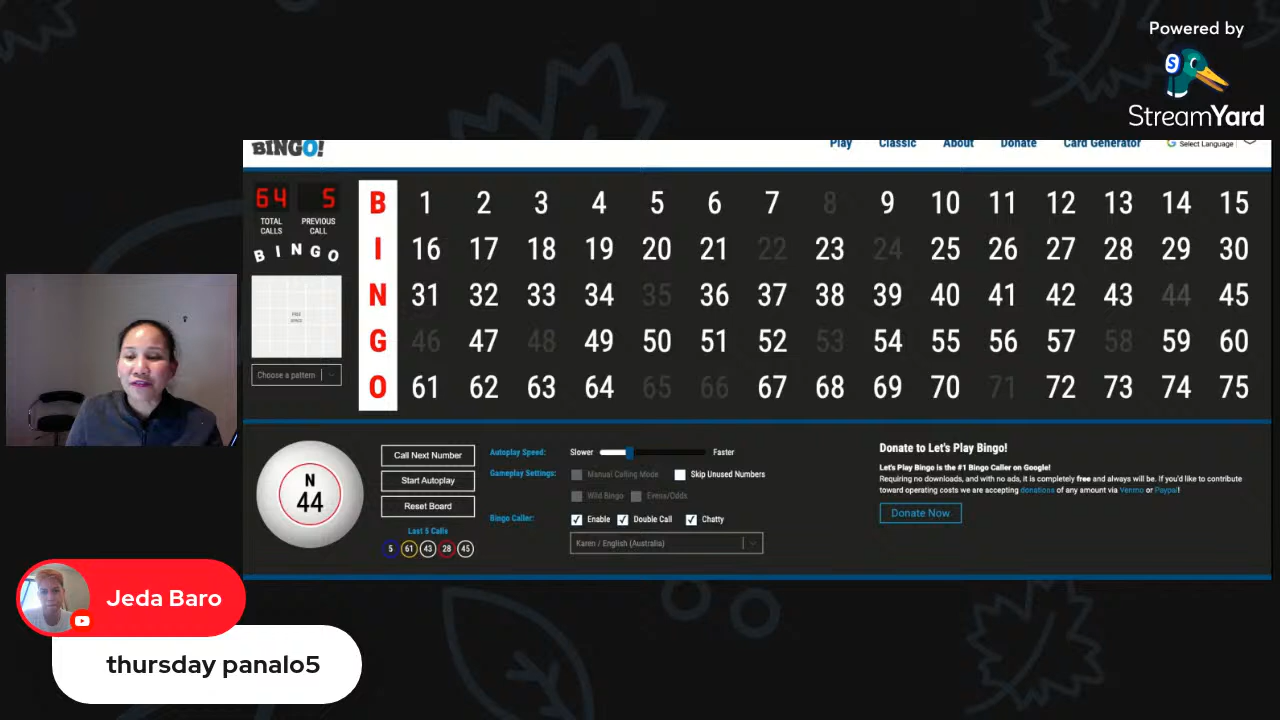 Powered by
StreamYard
BINGO!
Play Classic About Donate Card Generator Select Language
64 5
TOTAL CALLS
PREVIOUS CALL
BINGO
FREE SPACE
Choose a pattern
B 1 2 3 4 5 6 7 8 9 10 11 12 13 14 15
I 16 17 18 19 20 21 22 23 24 25 26 27 28 29 30
N 31 32 33 34 35 36 37 38 39 40 41 42 43 44 45
G 46 47 48 49 50 51 52 53 54 55 56 57 58 59 60
O 61 62 63 64 65 66 67 68 69 70 71 72 73 74 75
N
44
Call Next Number
Start Autoplay
Reset Board
Last 5 Calls
5 61 43 28 45
Autoplay Speed: Slower Faster
Gameplay Settings: Manual Calling Mode Skip Unused Numbers
Wild Bingo Evens/Odds
Bingo Caller: Enable Double Call Chatty
Karen / English (Australia)
Donate to Let's Play Bingo!
Let's Play Bingo is the #1 Bingo Caller on Google!
Requiring no downloads, and with no ads, it is completely free and always will be. If you'd like to contribute
toward operating costs we are accepting donations of any amount via Venmo or Paypal!
Donate Now
Jeda Baro
thursday panalo5